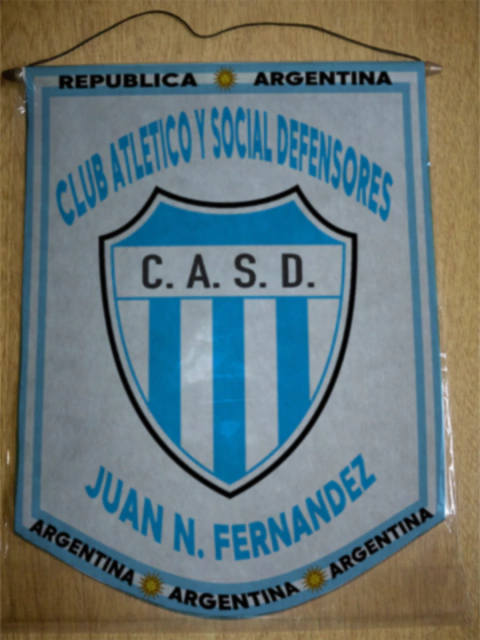 REPUBLICA ARGENTINA
CLUB ATLETICO Y SOCIAL DEFENSORES
C. A. S. D.
JUAN N. FERNANDEZ
ARGENTINA ARGENTINA ARGENTINA